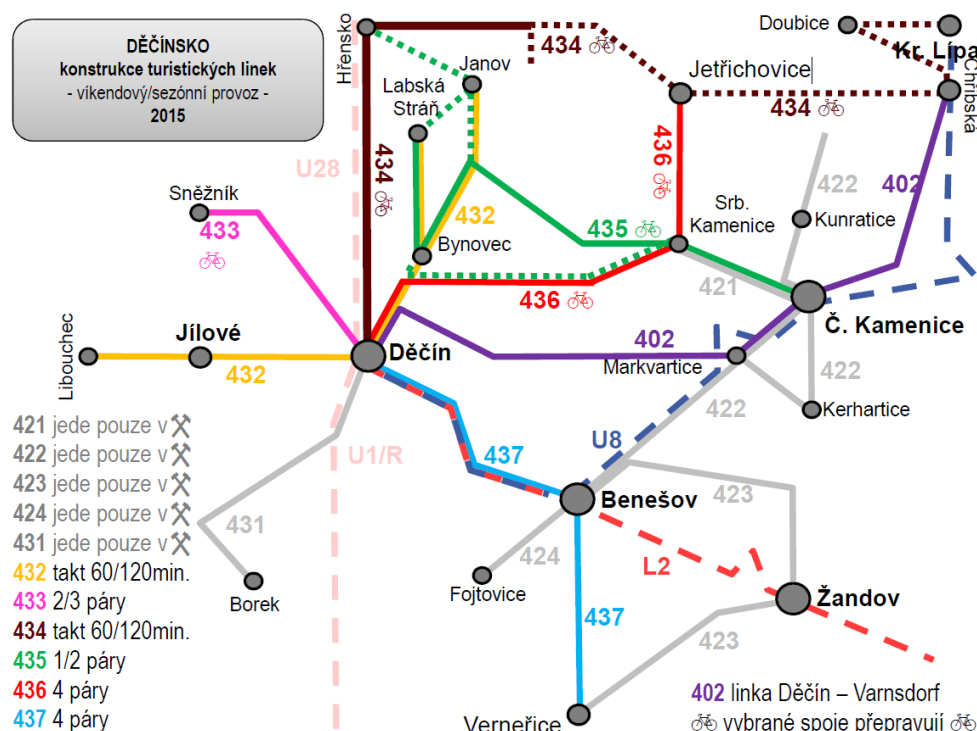 DĚČÍNSKO
konstrukce turistických linek
- víkendový/sezónní provoz -
2015
Hřensko
434
Doubice
Kr. Lípa
Chřibská
Janov
Labská
Stráň
Jetřichovice
434
U28
434
436
422
402
Sněžník
433
432
Bynovec
435
Srb.
Kamenice
Kunratice
436
421
Č. Kamenice
Libouchec
Jílové
432
Děčín
402
Markvartice
422
422
Kerhartice
U1/R
437
U8
Benešov
423
431
424
L2
Borek
Fojtovice
Žandov
437
423
Verneřice
421 jede pouze v
422 jede pouze v
423 jede pouze v
424 jede pouze v
431 jede pouze v
432 takt 60/120min.
433 2/3 páry
434 takt 60/120min.
435 1/2 páry
436 4 páry
437 4 páry
402 linka Děčín – Varnsdorf
vybrané spoje přepravují